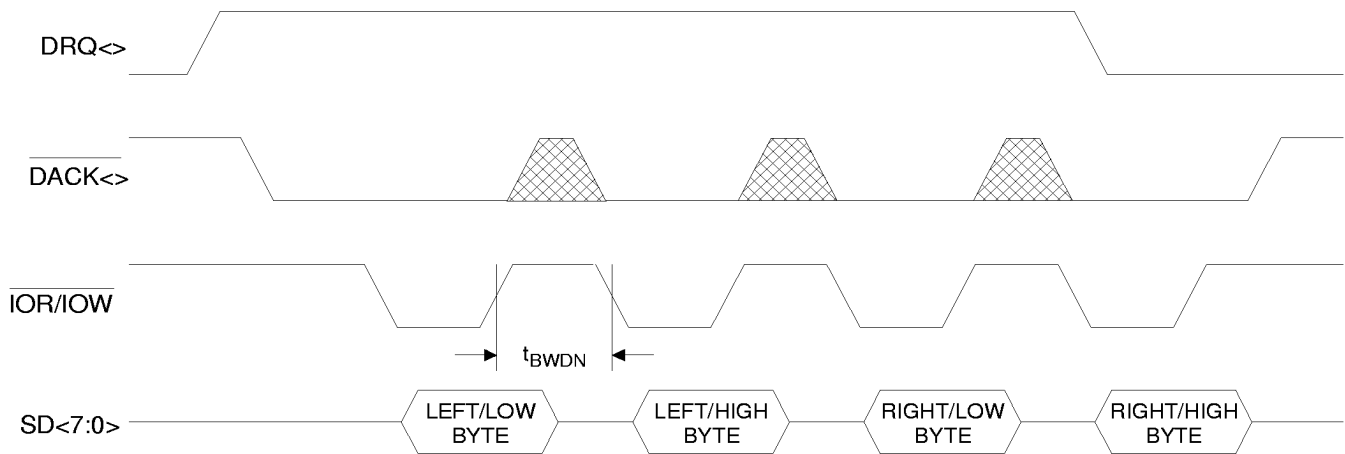 DRQ<>
DACK<>
IOR/IOW
tBWDN
SD<7:0>
LEFT/LOW
BYTE
LEFT/HIGH
BYTE
RIGHT/LOW
BYTE
RIGHT/HIGH
BYTE